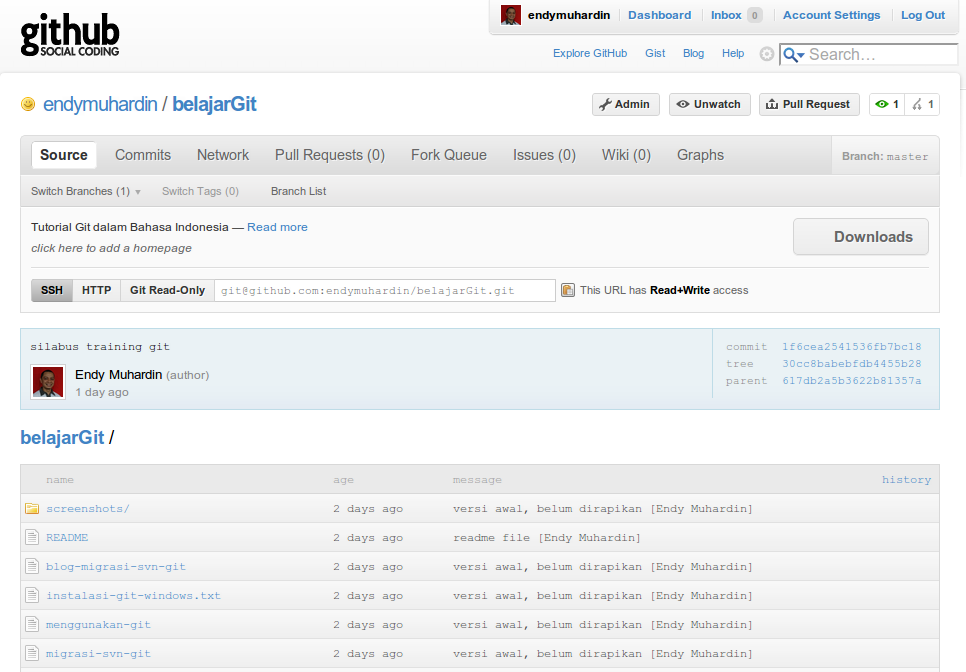 github
SOCIAL CODING
endymuhardin Dashboard Inbox 0 Account Settings Log Out
Explore GitHub Gist Blog Help Search...
endymuhardin / belajarGit
Admin Unwatch Pull Request 1 1
Source Commits Network Pull Requests (0) Fork Queue Issues (0) Wiki (0) Graphs Branch: master
Switch Branches (1) Switch Tags (0) Branch List
Tutorial Git dalam Bahasa Indonesia — Read more
click here to add a homepage
Downloads
SSH HTTP Git Read-Only git@github.com:endymuhardin/belajarGit.git This URL has Read+Write access
silabus training git
Endy Muhardin (author)
1 day ago
commit 1f6cea2541536fb7bc18
tree 30cc8babebfdb4455b28
parent 617db2a5b3622b81357a
belajarGit /
name age message history
screenshots/ 2 days ago versi awal, belum dirapikan [Endy Muhardin]
README 2 days ago readme file [Endy Muhardin]
blog-migrasi-svn-git 2 days ago versi awal, belum dirapikan [Endy Muhardin]
instalasi-git-windows.txt 2 days ago versi awal, belum dirapikan [Endy Muhardin]
menggunakan-git 2 days ago versi awal, belum dirapikan [Endy Muhardin]
migrasi-svn-git 2 days ago versi awal, belum dirapikan [Endy Muhardin]